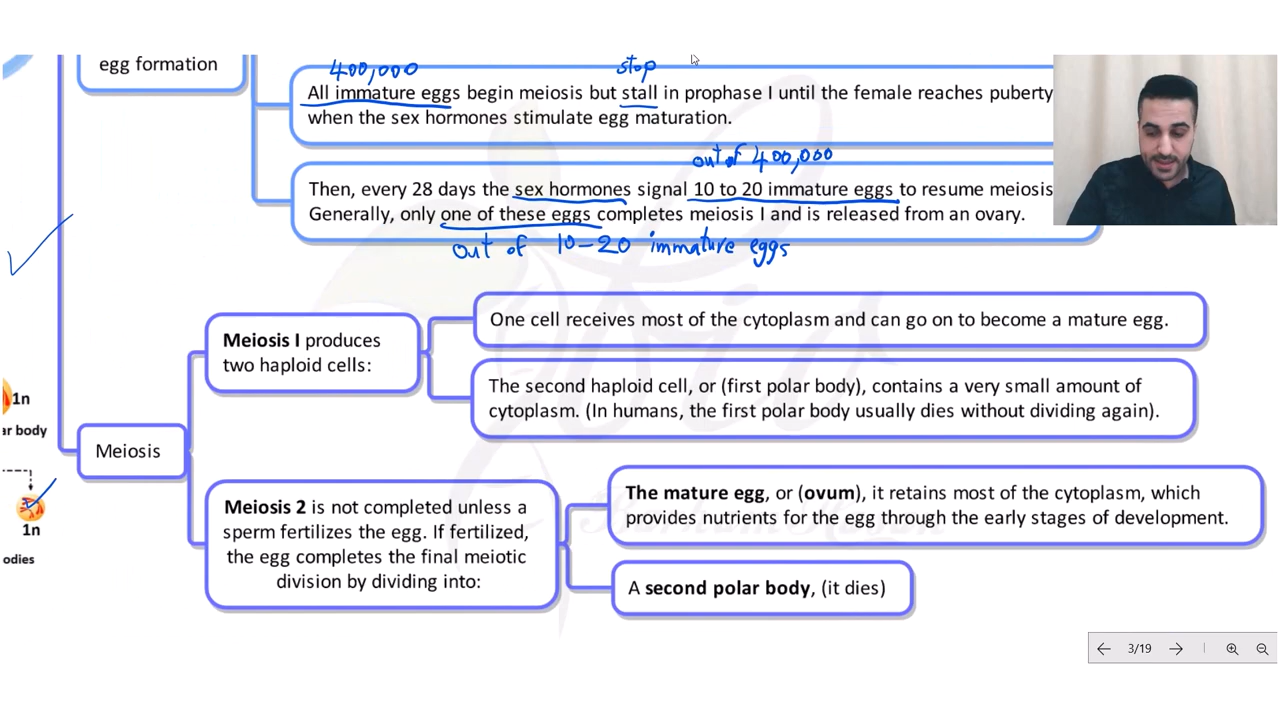 egg formation
400,000
stop
All immature eggs begin meiosis but stall in prophase I until the female reaches puberty
when the sex hormones stimulate egg maturation.
out of 400,000
Then, every 28 days the sex hormones signal 10 to 20 immature eggs to resume meiosis
Generally, only one of these eggs completes meiosis I and is released from an ovary.
out of 10-20 immature eggs
Meiosis I produces
two haploid cells:
One cell receives most of the cytoplasm and can go on to become a mature egg.
The second haploid cell, or (first polar body), contains a very small amount of
cytoplasm. (In humans, the first polar body usually dies without dividing again).
1n
ar body
Meiosis
1n
odies
Meiosis 2 is not completed unless a
sperm fertilizes the egg. If fertilized,
the egg completes the final meiotic
division by dividing into:
The mature egg, or (ovum), it retains most of the cytoplasm, which
provides nutrients for the egg through the early stages of development.
A second polar body, (it dies)
3/19